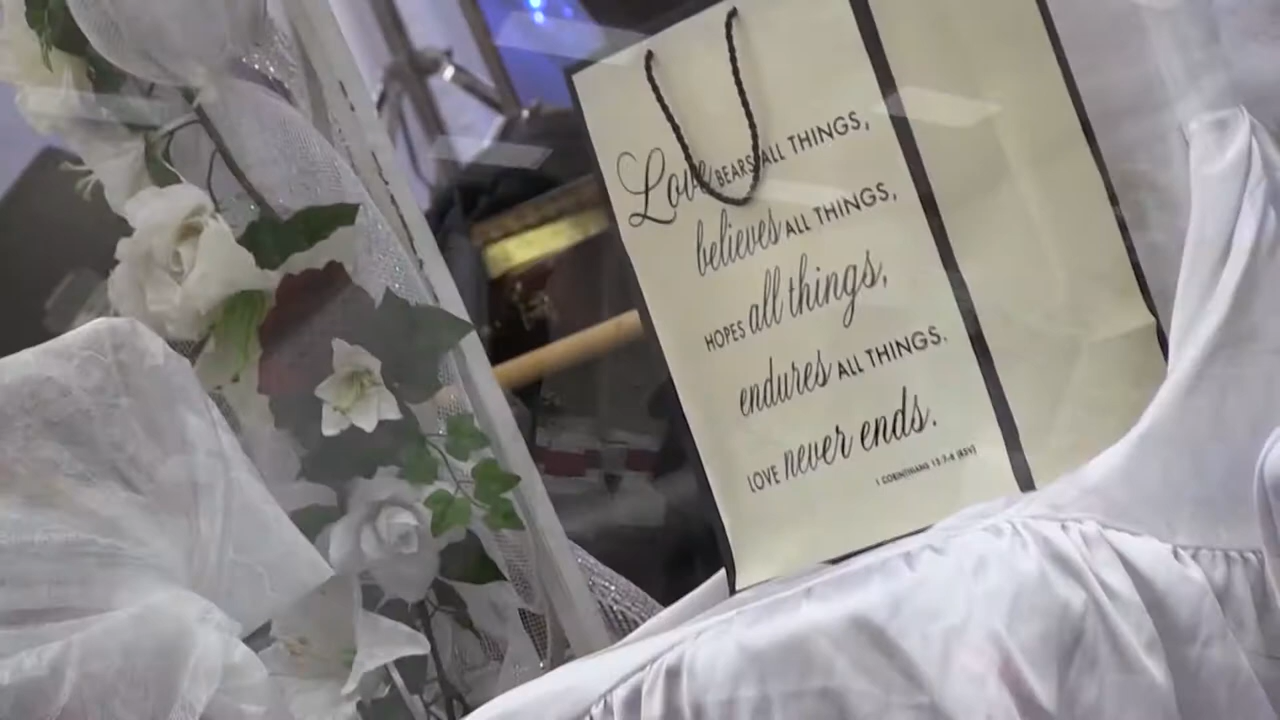 Love BEARS ALL THINGS,
believes ALL THINGS,
HOPES all things,
endures ALL THINGS.
LOVE never ends.
1 CORINTHIANS 13:7-8 (RSV)